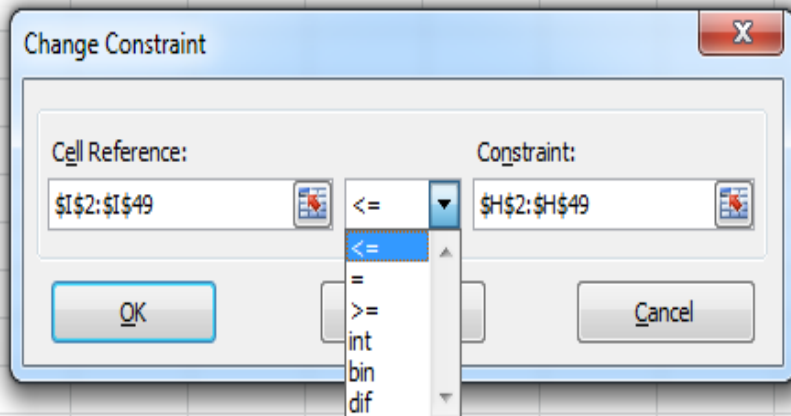 Change Constraint
X
Cell Reference:
Constraint:
$I$2:$I$49
<=
$H$2:$H$49
<=
=
>=
int
bin
dif
OK
Cancel